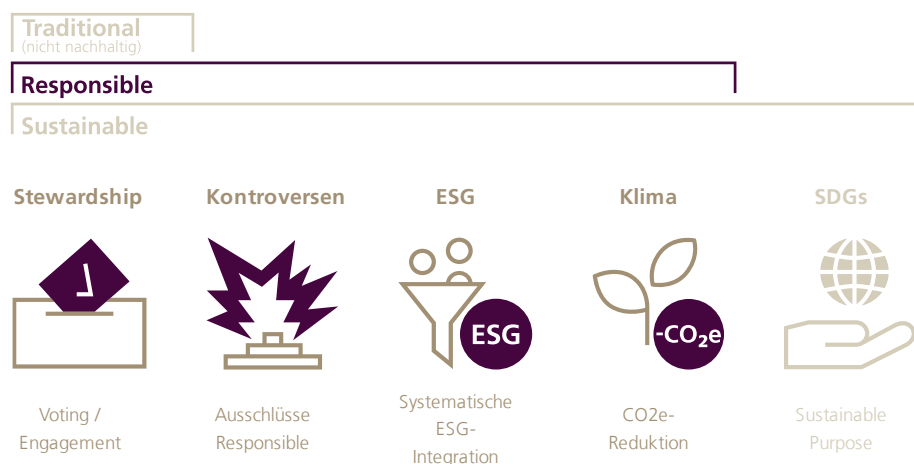 Traditional
(nicht nachhaltig)
Responsible
Sustainable
Stewardship
Kontroversen
ESG
Klima
SDGs
ESG
-CO₂e
Voting /
Engagement
Ausschlüsse
Responsible
Systematische
ESG-
Integration
CO2e-
Reduktion
Sustainable
Purpose